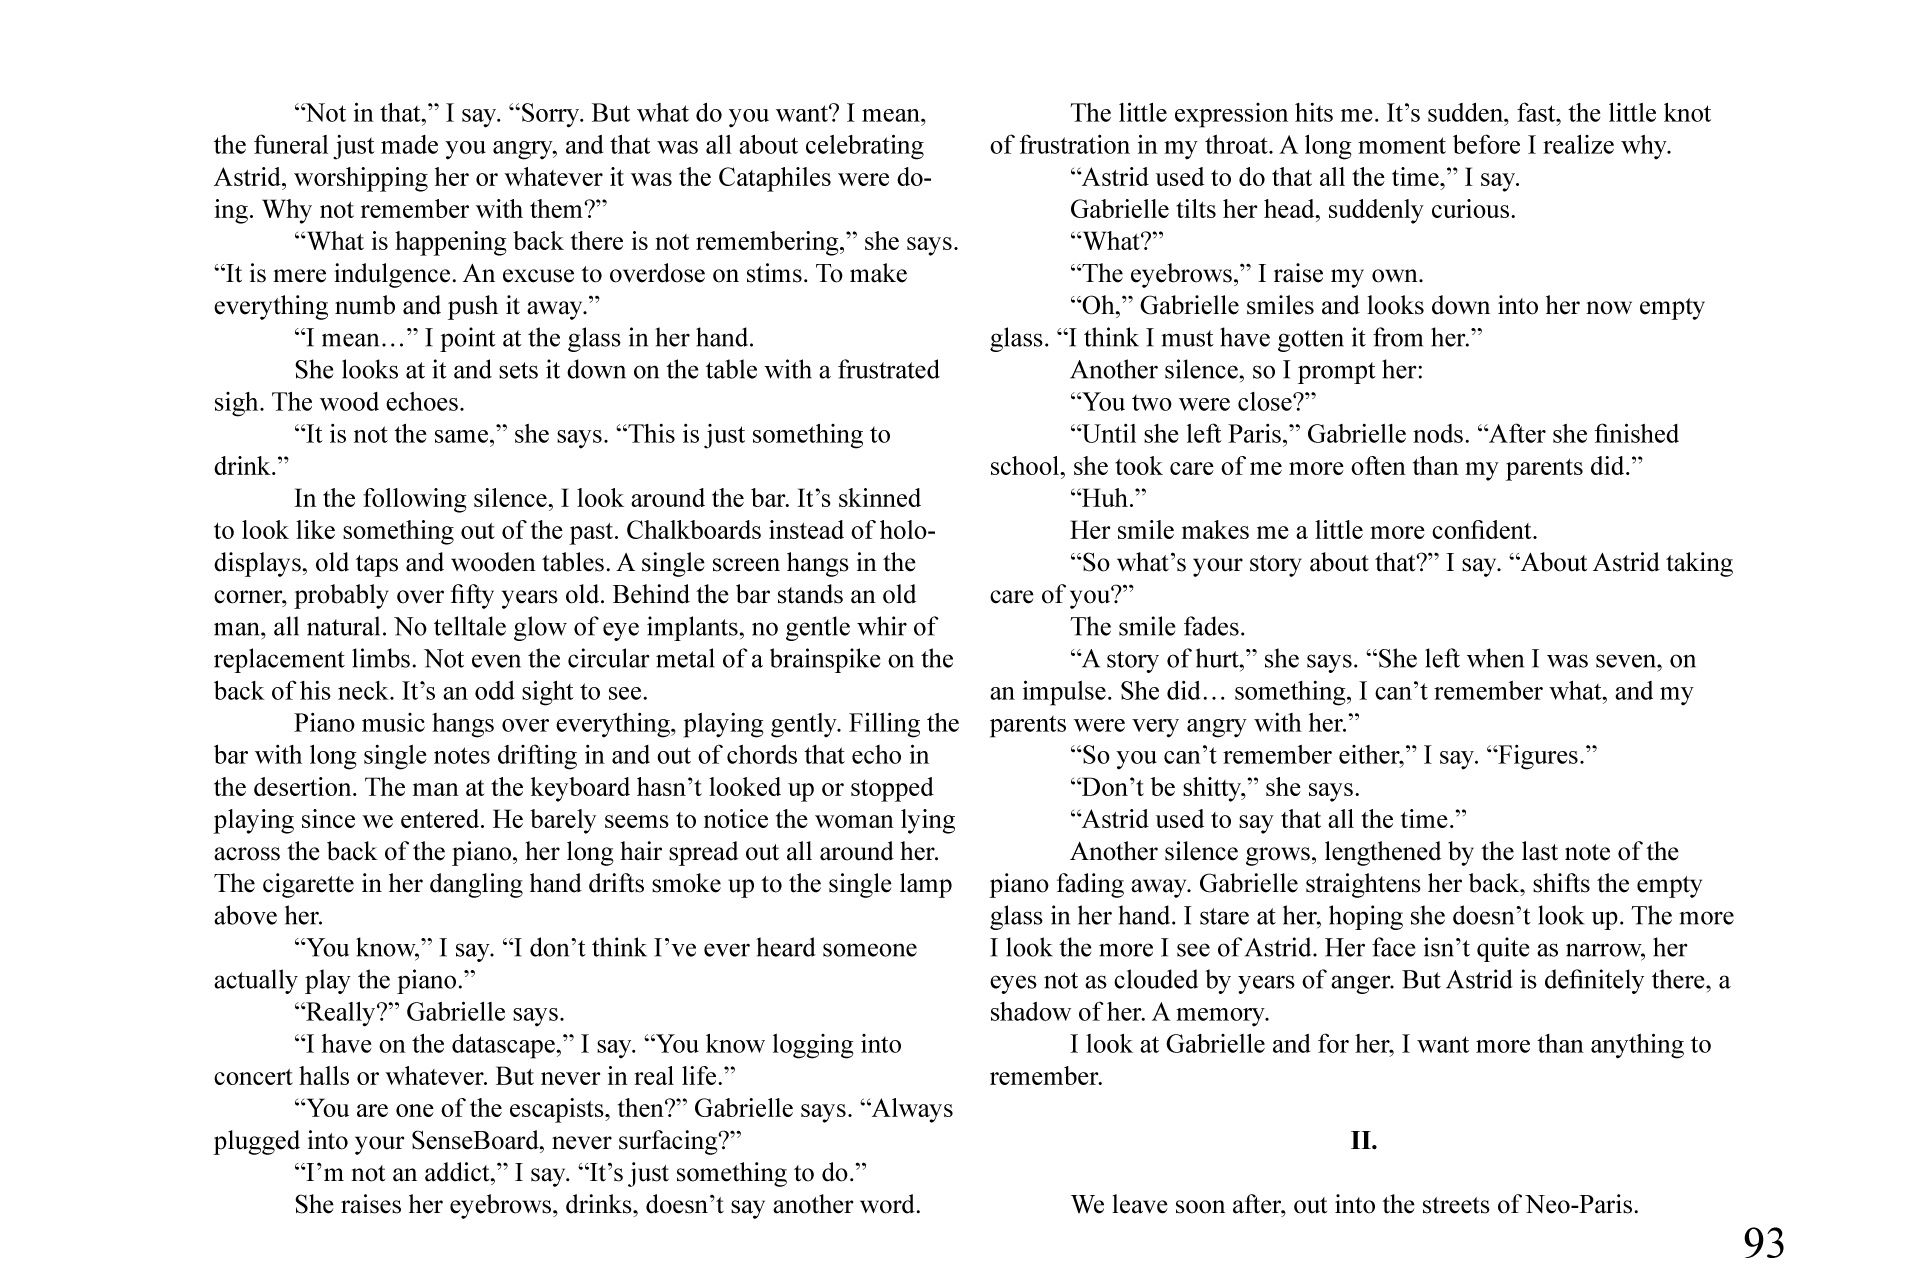 “Not in that,” I say. “Sorry. But what do you want? I mean,
the funeral just made you angry, and that was all about celebrating
Astrid, worshipping her or whatever it was the Cataphiles were do-
ing. Why not remember with them?”
“What is happening back there is not remembering,” she says.
“It is mere indulgence. An excuse to overdose on stims. To make
everything numb and push it away.”
“I mean…” I point at the glass in her hand.
She looks at it and sets it down on the table with a frustrated
sigh. The wood echoes.
“It is not the same,” she says. “This is just something to
drink.”
In the following silence, I look around the bar. It’s skinned
to look like something out of the past. Chalkboards instead of holo-
displays, old taps and wooden tables. A single screen hangs in the
corner, probably over fifty years old. Behind the bar stands an old
man, all natural. No telltale glow of eye implants, no gentle whir of
replacement limbs. Not even the circular metal of a brainspike on the
back of his neck. It’s an odd sight to see.
Piano music hangs over everything, playing gently. Filling the
bar with long single notes drifting in and out of chords that echo in
the desertion. The man at the keyboard hasn’t looked up or stopped
playing since we entered. He barely seems to notice the woman lying
across the back of the piano, her long hair spread out all around her.
The cigarette in her dangling hand drifts smoke up to the single lamp
above her.
“You know,” I say. “I don’t think I’ve ever heard someone
actually play the piano.”
“Really?” Gabrielle says.
“I have on the datascape,” I say. “You know logging into
concert halls or whatever. But never in real life.”
“You are one of the escapists, then?” Gabrielle says. “Always
plugged into your SenseBoard, never surfacing?”
“I’m not an addict,” I say. “It’s just something to do.”
She raises her eyebrows, drinks, doesn’t say another word.
The little expression hits me. It’s sudden, fast, the little knot
of frustration in my throat. A long moment before I realize why.
“Astrid used to do that all the time,” I say.
Gabrielle tilts her head, suddenly curious.
“What?”
“The eyebrows,” I raise my own.
“Oh,” Gabrielle smiles and looks down into her now empty
glass. “I think I must have gotten it from her.”
Another silence, so I prompt her:
“You two were close?”
“Until she left Paris,” Gabrielle nods. “After she finished
school, she took care of me more often than my parents did.”
“Huh.”
Her smile makes me a little more confident.
“So what’s your story about that?” I say. “About Astrid taking
care of you?”
The smile fades.
“A story of hurt,” she says. “She left when I was seven, on
an impulse. She did… something, I can’t remember what, and my
parents were very angry with her.”
“So you can’t remember either,” I say. “Figures.”
“Don’t be shitty,” she says.
“Astrid used to say that all the time.”
Another silence grows, lengthened by the last note of the
piano fading away. Gabrielle straightens her back, shifts the empty
glass in her hand. I stare at her, hoping she doesn’t look up. The more
I look the more I see of Astrid. Her face isn’t quite as narrow, her
eyes not as clouded by years of anger. But Astrid is definitely there, a
shadow of her. A memory.
I look at Gabrielle and for her, I want more than anything to
remember.
II.
We leave soon after, out into the streets of Neo-Paris.
93